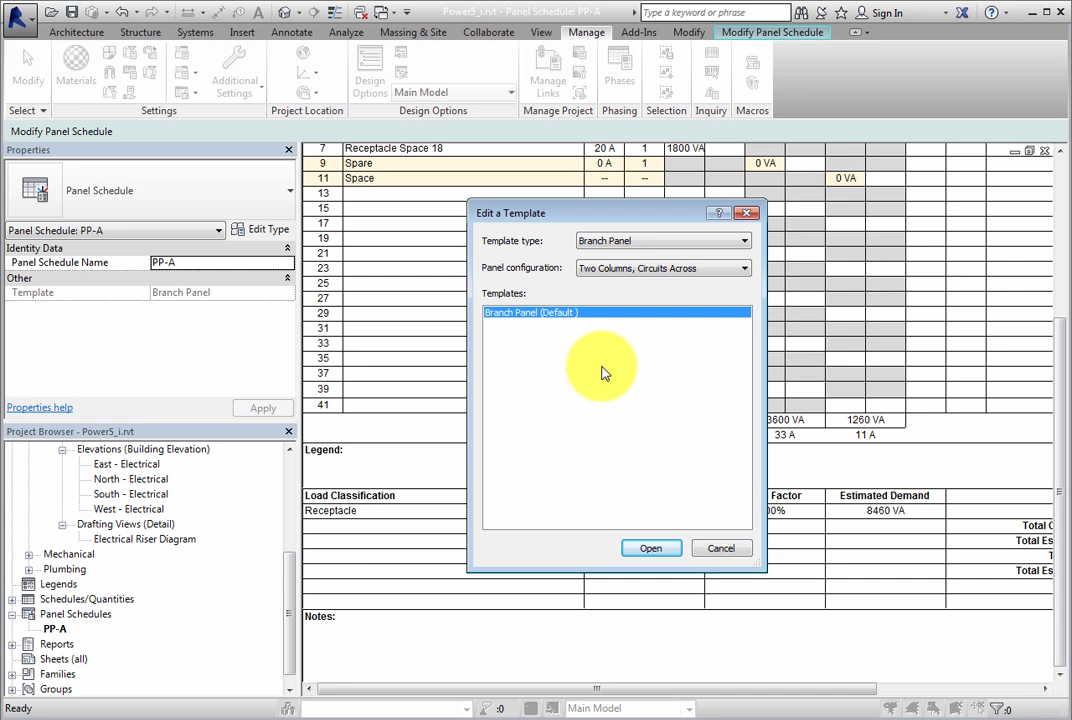 Power5_i.rvt - Panel Schedule: PP-A
Type a keyword or phrase
Sign In
Architecture Structure Systems Insert Annotate Analyze Massing & Site Collaborate View Manage Add-Ins Modify Modify Panel Schedule
Modify Materials Additional Settings Design Options Main Model Manage Links Phases
Select Settings Project Location Design Options Manage Project Phasing Selection Inquiry Macros
Modify Panel Schedule
Properties
Panel Schedule
Panel Schedule: PP-A Edit Type
Identity Data
Panel Schedule Name PP-A
Other
Template Branch Panel
Properties help Apply
Project Browser - Power5_i.rvt
Elevations (Building Elevation)
East - Electrical
North - Electrical
South - Electrical
West - Electrical
Drafting Views (Detail)
Electrical Riser Diagram
Mechanical
Plumbing
Legends
Schedules/Quantities
Panel Schedules
PP-A
Reports
Sheets (all)
Families
Groups
7 Receptacle Space 18 20 A 1 1800 VA
9 Spare 0 A 1 0 VA
11 Space -- -- 0 VA
13
15
17
19
21
23
25
27
29
31
33
35
37
39
41
3600 VA 1260 VA
33 A 11 A
Legend:
Load Classification Factor Estimated Demand
Receptacle 00% 8460 VA
Total C
Total Es
T
Total Es
Notes:
Edit a Template
Template type: Branch Panel
Panel configuration: Two Columns, Circuits Across
Templates:
Branch Panel (Default )
Open Cancel
Ready :0 Main Model :0